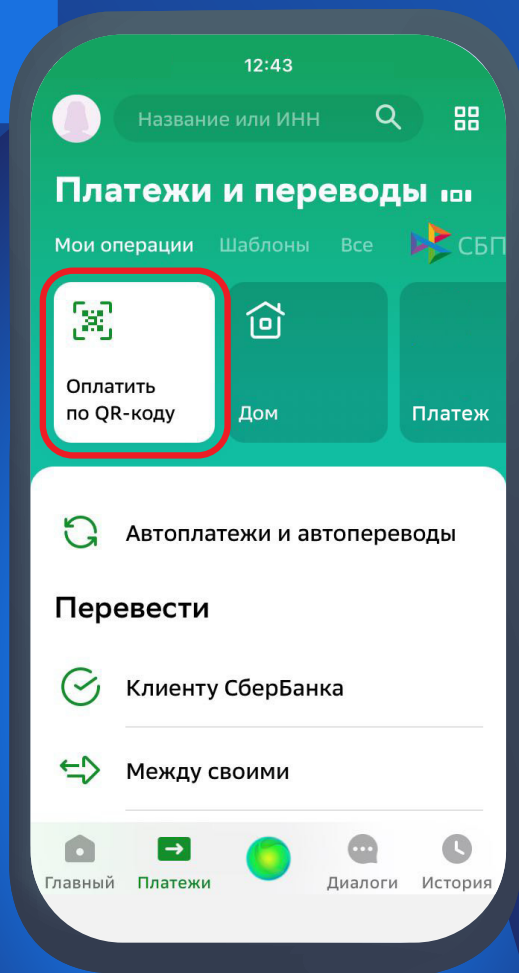 12:43
Название или ИНН
Платежи и переводы
Мои операции Шаблоны Все СБП
Оплатить
по QR-коду
Дом
Платеж
Автоплатежи и автопереводы
Перевести
Клиенту СберБанка
Между своими
Главный Платежи Диалоги История